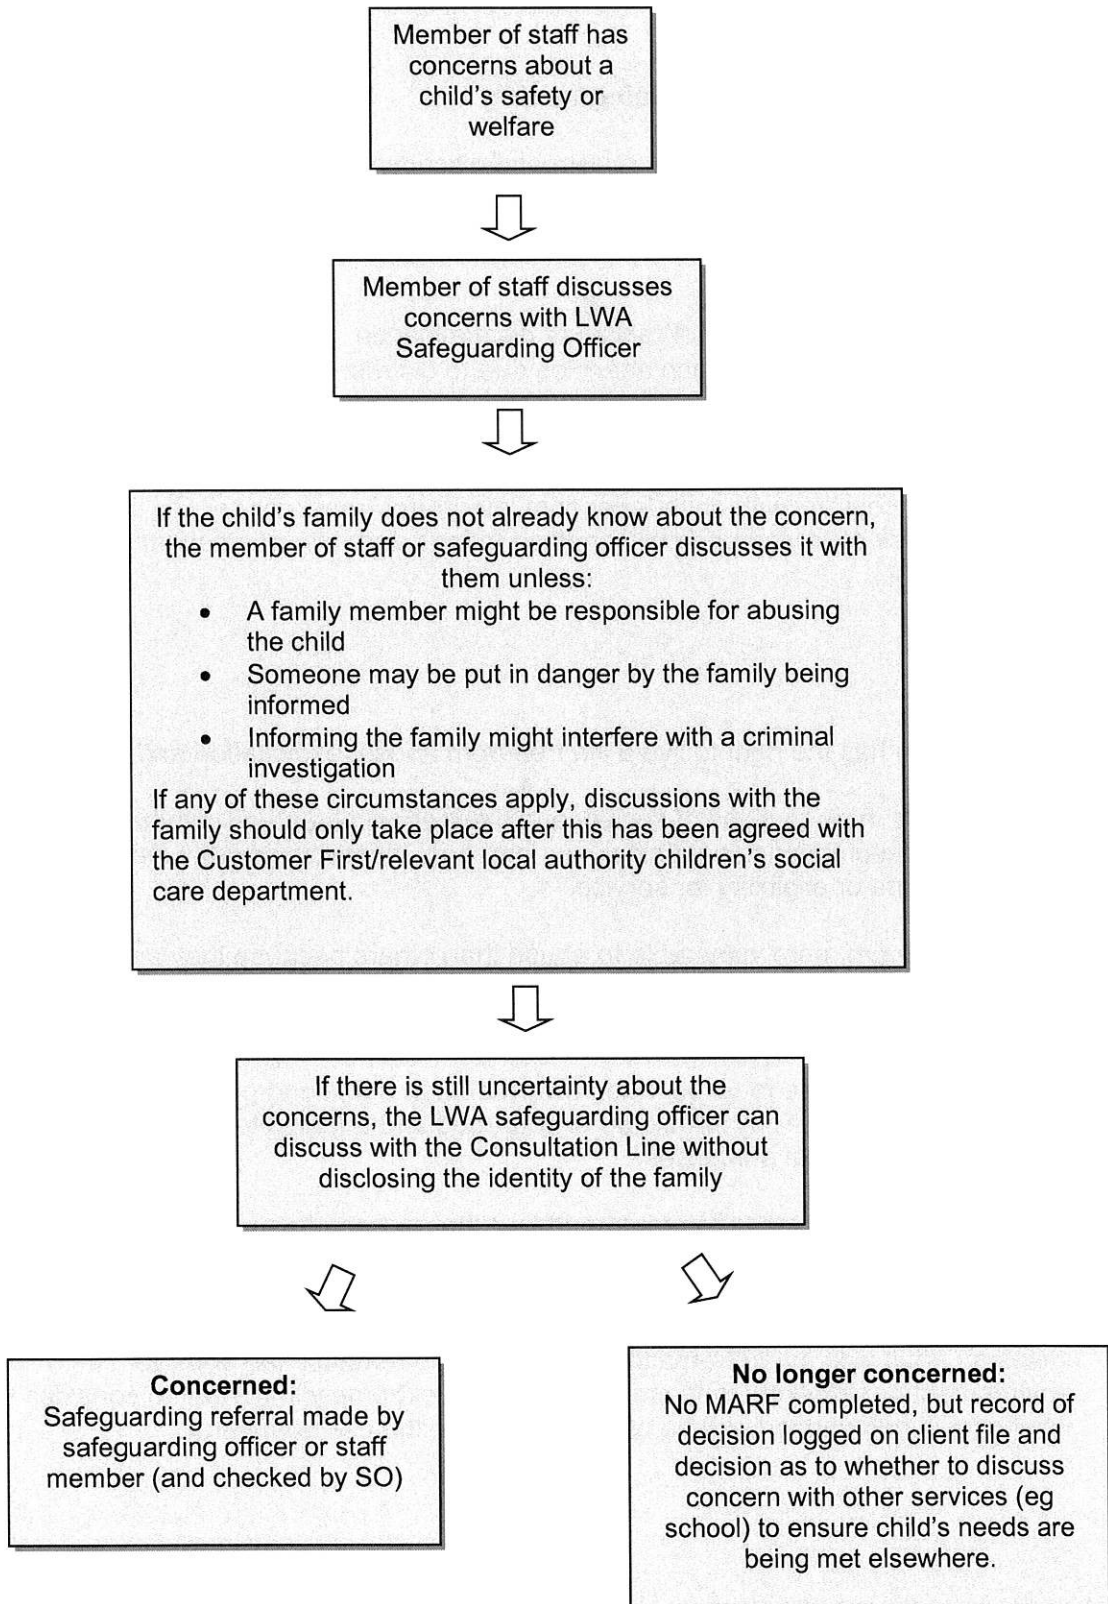 Member of staff has
concerns about a
child's safety or
welfare
Member of staff discusses
concerns with LWA
Safeguarding Officer
If the child's family does not already know about the concern,
the member of staff or safeguarding officer discusses it with
them unless:
• A family member might be responsible for abusing
the child
• Someone may be put in danger by the family being
informed
• Informing the family might interfere with a criminal
investigation
If any of these circumstances apply, discussions with the
family should only take place after this has been agreed with
the Customer First/relevant local authority children's social
care department.
If there is still uncertainty about the
concerns, the LWA safeguarding officer can
discuss with the Consultation Line without
disclosing the identity of the family
Concerned:
Safeguarding referral made by
safeguarding officer or staff
member (and checked by SO)
No longer concerned:
No MARF completed, but record of
decision logged on client file and
decision as to whether to discuss
concern with other services (eg
school) to ensure child's needs are
being met elsewhere.